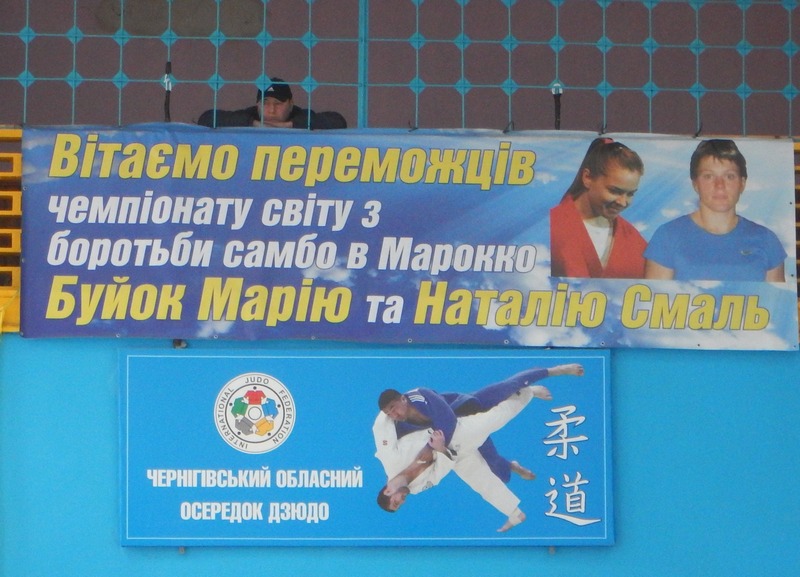 Вітаємо переможців
чемпіонату світу з
боротьби самбо в Марокко
Буйок Марію та Наталію Смаль
INTERNATIONAL JUDO FEDERATION
ЧЕРНІГІВСЬКИЙ ОБЛАСНИЙ
ОСЕРЕДОК ДЗЮДО
柔
道